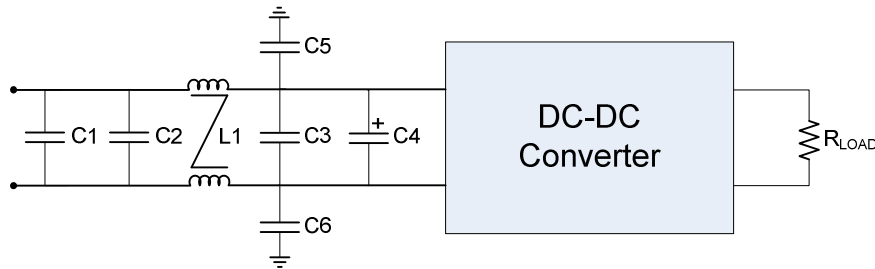 C5
C1
C2
L1
C3
+
C4
DC-DC
Converter
RLOAD
C6